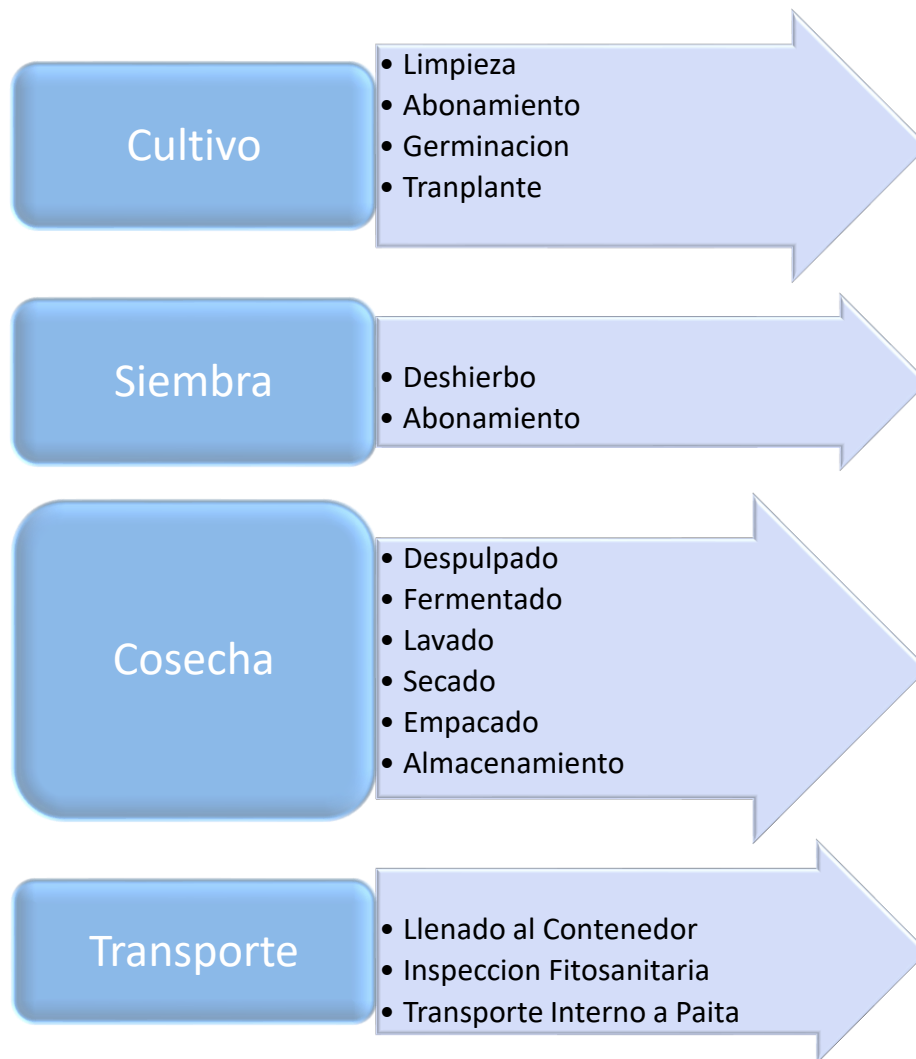 Cultivo
• Limpieza
• Abonamiento
• Germinacion
• Tranplante
Siembra
• Deshierbo
• Abonamiento
Cosecha
• Despulpado
• Fermentado
• Lavado
• Secado
• Empacado
• Almacenamiento
Transporte
• Llenado al Contenedor
• Inspeccion Fitosanitaria
• Transporte Interno a Paita